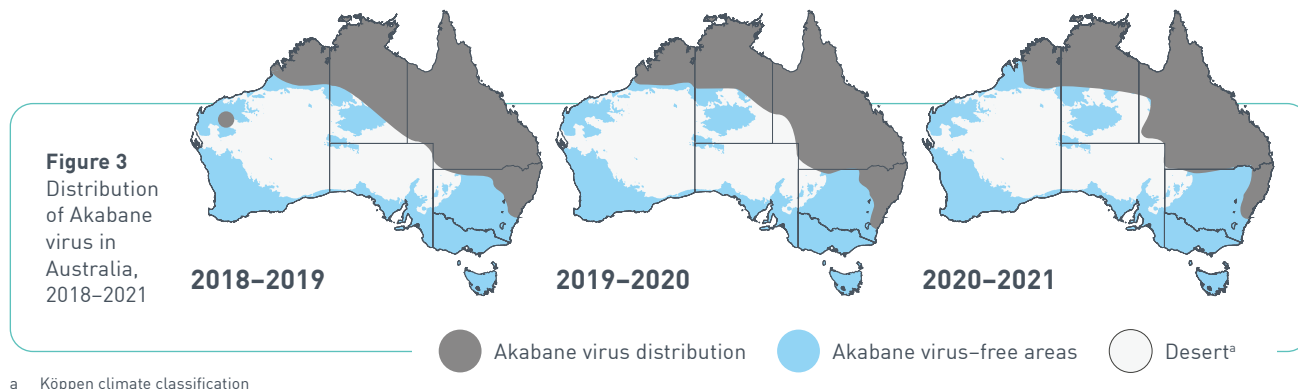 Figure 3
Distribution
of Akabane
virus in
Australia,
2018–2021
2018–2019
2019–2020
2020–2021
Akabane virus distribution
Akabane virus–free areas
Desertᵃ
a Köppen climate classification